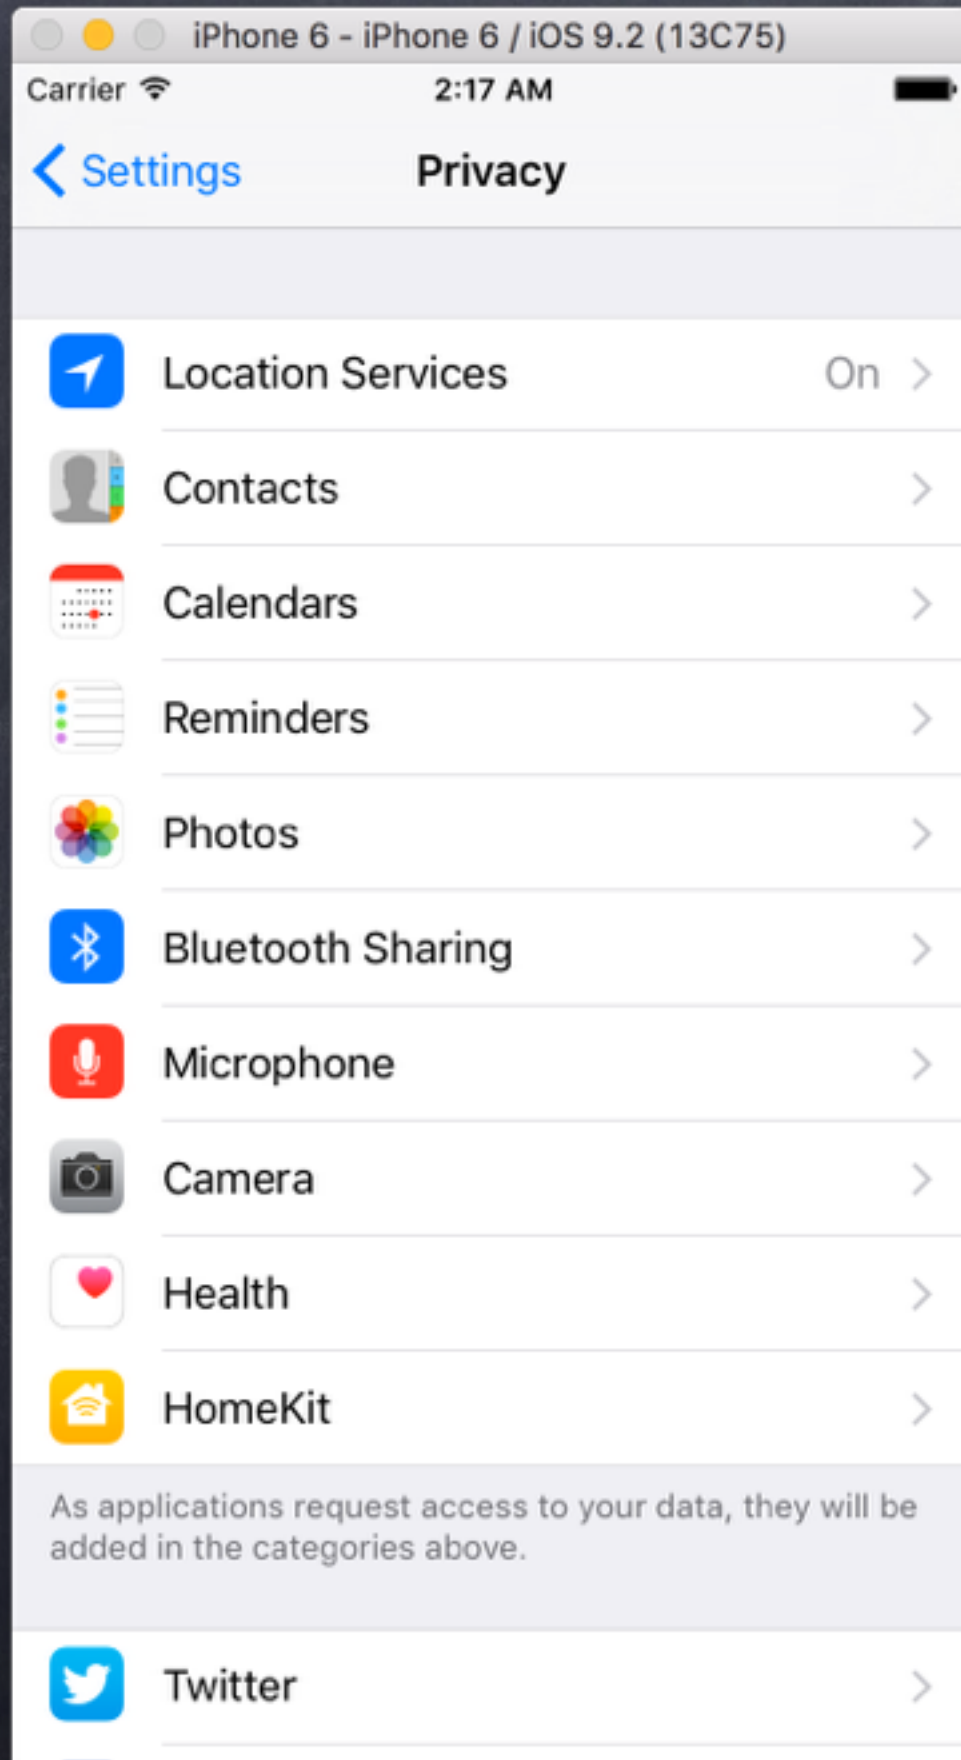 iPhone 6 - iPhone 6 / iOS 9.2 (13C75)
Carrier 2:17 AM
Settings Privacy
Location Services On
Contacts
Calendars
Reminders
Photos
Bluetooth Sharing
Microphone
Camera
Health
HomeKit
As applications request access to your data, they will be
added in the categories above.
Twitter